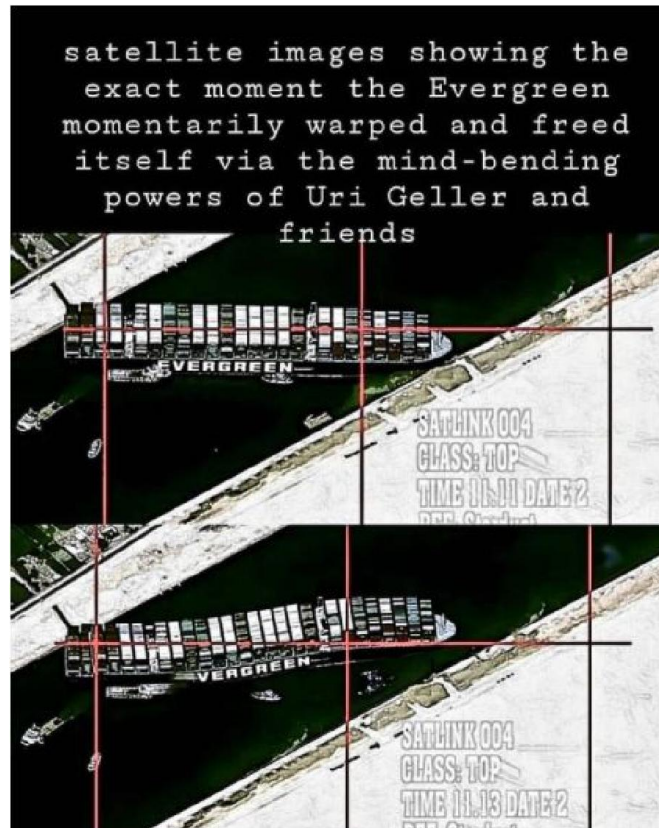 satellite images showing the
exact moment the Evergreen
momentarily warped and freed
itself via the mind-bending
powers of Uri Geller and
friends
EVERGREEN
SATLINK 004
CLASS: TOP
TIME 11.11 DATE 2
VERGREEN
SATLINK 004
CLASS: TOP
TIME 11.13 DATE 2